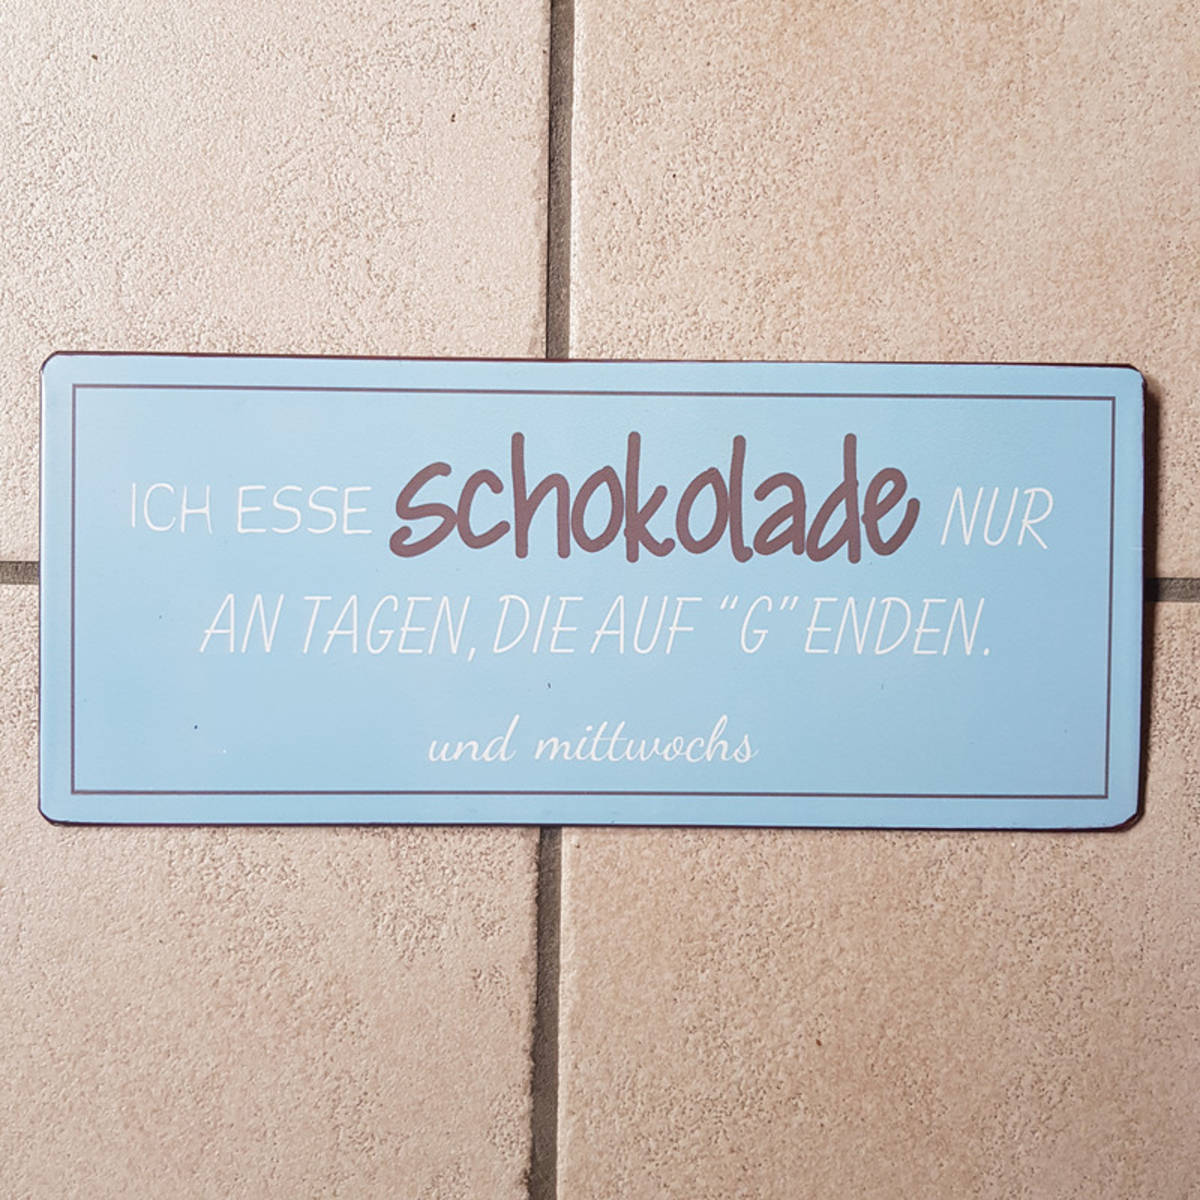 ICH ESSE schokolade NUR
AN TAGEN, DIE AUF “G” ENDEN.
und mittwochs